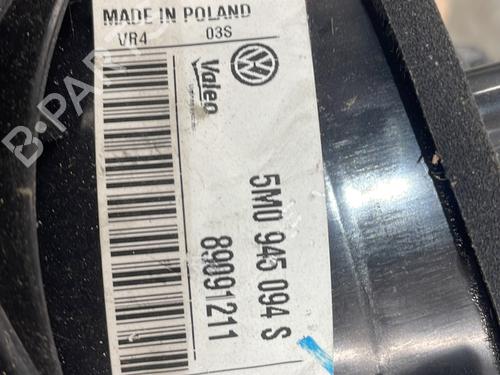 MADE IN POLAND
VR4 03S
Valeo
5M0 945 094 S
89091211
B-PARTS